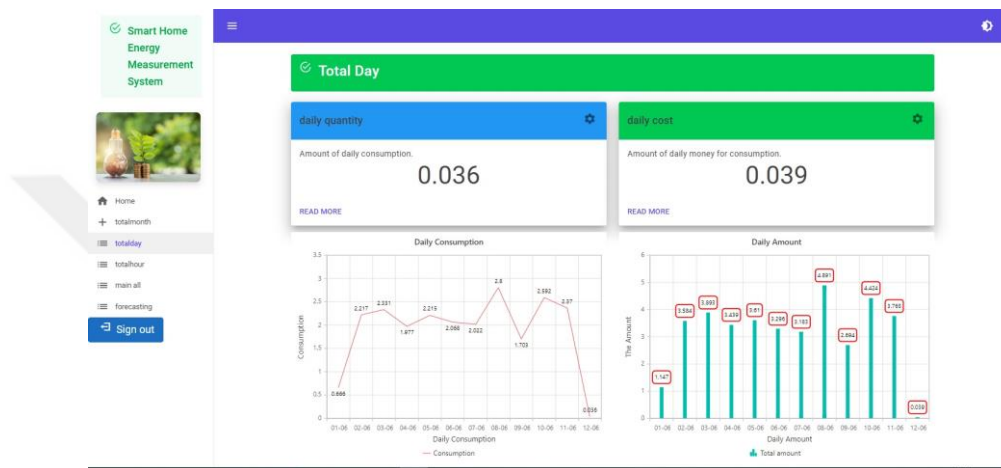 Smart Home
Energy
Measurement
System
Home
totalmonth
totalday
totalhour
main all
forecasting
Sign out
Total Day
daily quantity
Amount of daily consumption.
0.036
READ MORE
daily cost
Amount of daily money for consumption.
0.039
READ MORE
Daily Consumption
3.5
3
2.5
2
1.5
1
0.5
0
Consumption
0.666
2.217
2.331
1.977
2.215
2.066
2.022
2.8
1.703
2.592
2.37
0.036
01-06 02-06 03-06 04-06 05-06 06-06 07-06 08-06 09-06 10-06 11-06 12-06
Daily Consumption
Consumption
Daily Amount
6
5
4
3
2
1
0
The Amount
1.147
3.584
3.893
3.439
3.61
3.296
3.183
4.891
2.694
4.424
3.765
01-06 02-06 03-06 04-06 05-06 06-06 07-06 08-06 09-06 10-06 11-06 12-06
Daily Amount
Total amount